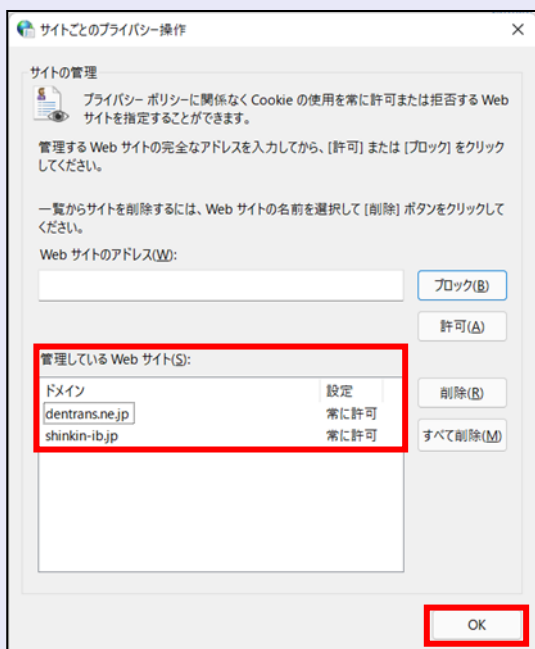 サイトごとのプライバシー操作
サイトの管理
プライバシー ポリシーに関係なく Cookie の使用を常に許可または拒否する Web
サイトを指定することができます。
管理する Web サイトの完全なアドレスを入力してから、[許可] または [ブロック] をクリック
してください。
一覧からサイトを削除するには、Web サイトの名前を選択して [削除] ボタンをクリックして
ください。
Web サイトのアドレス(W):
ブロック(B)
許可(A)
管理している Web サイト(S):
ドメイン 設定
削除(R)
dentrans.ne.jp 常に許可
shinkin-ib.jp 常に許可
すべて削除(M)
OK